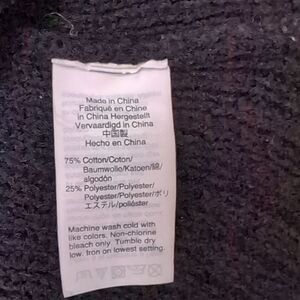 Made in China
Fabriqué en Chine
in China Hergestellt
Vervaardigd in China
中国製
Hecho en China
75% Cotton/Coton/
Baumwolle/Katoen/綿/
algodón
25% Polyester/Polyester/
Polyester/Polyester/ポリ
エステル/poliéster
Machine wash cold with
like colors. Non-chlorine
bleach only. Tumble dry
low. Iron on lowest setting.